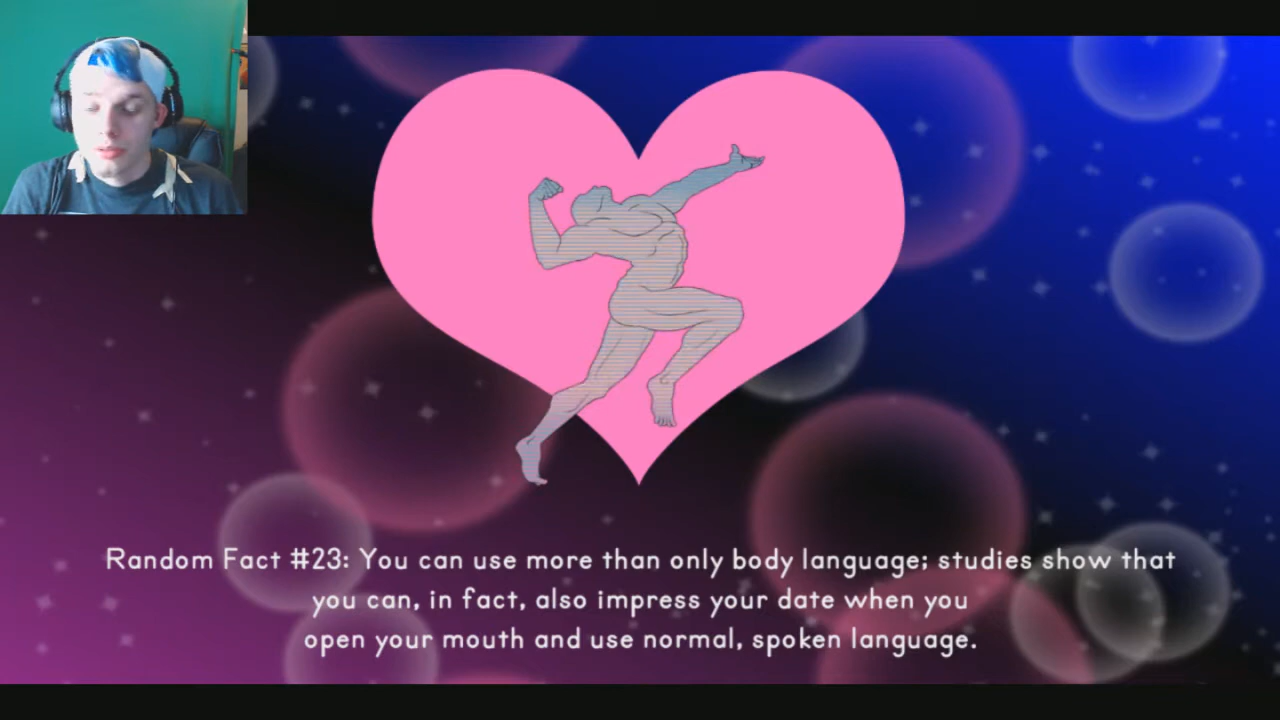 Random Fact #23: You can use more than only body language; studies show that
you can, in fact, also impress your date when you
open your mouth and use normal, spoken language.